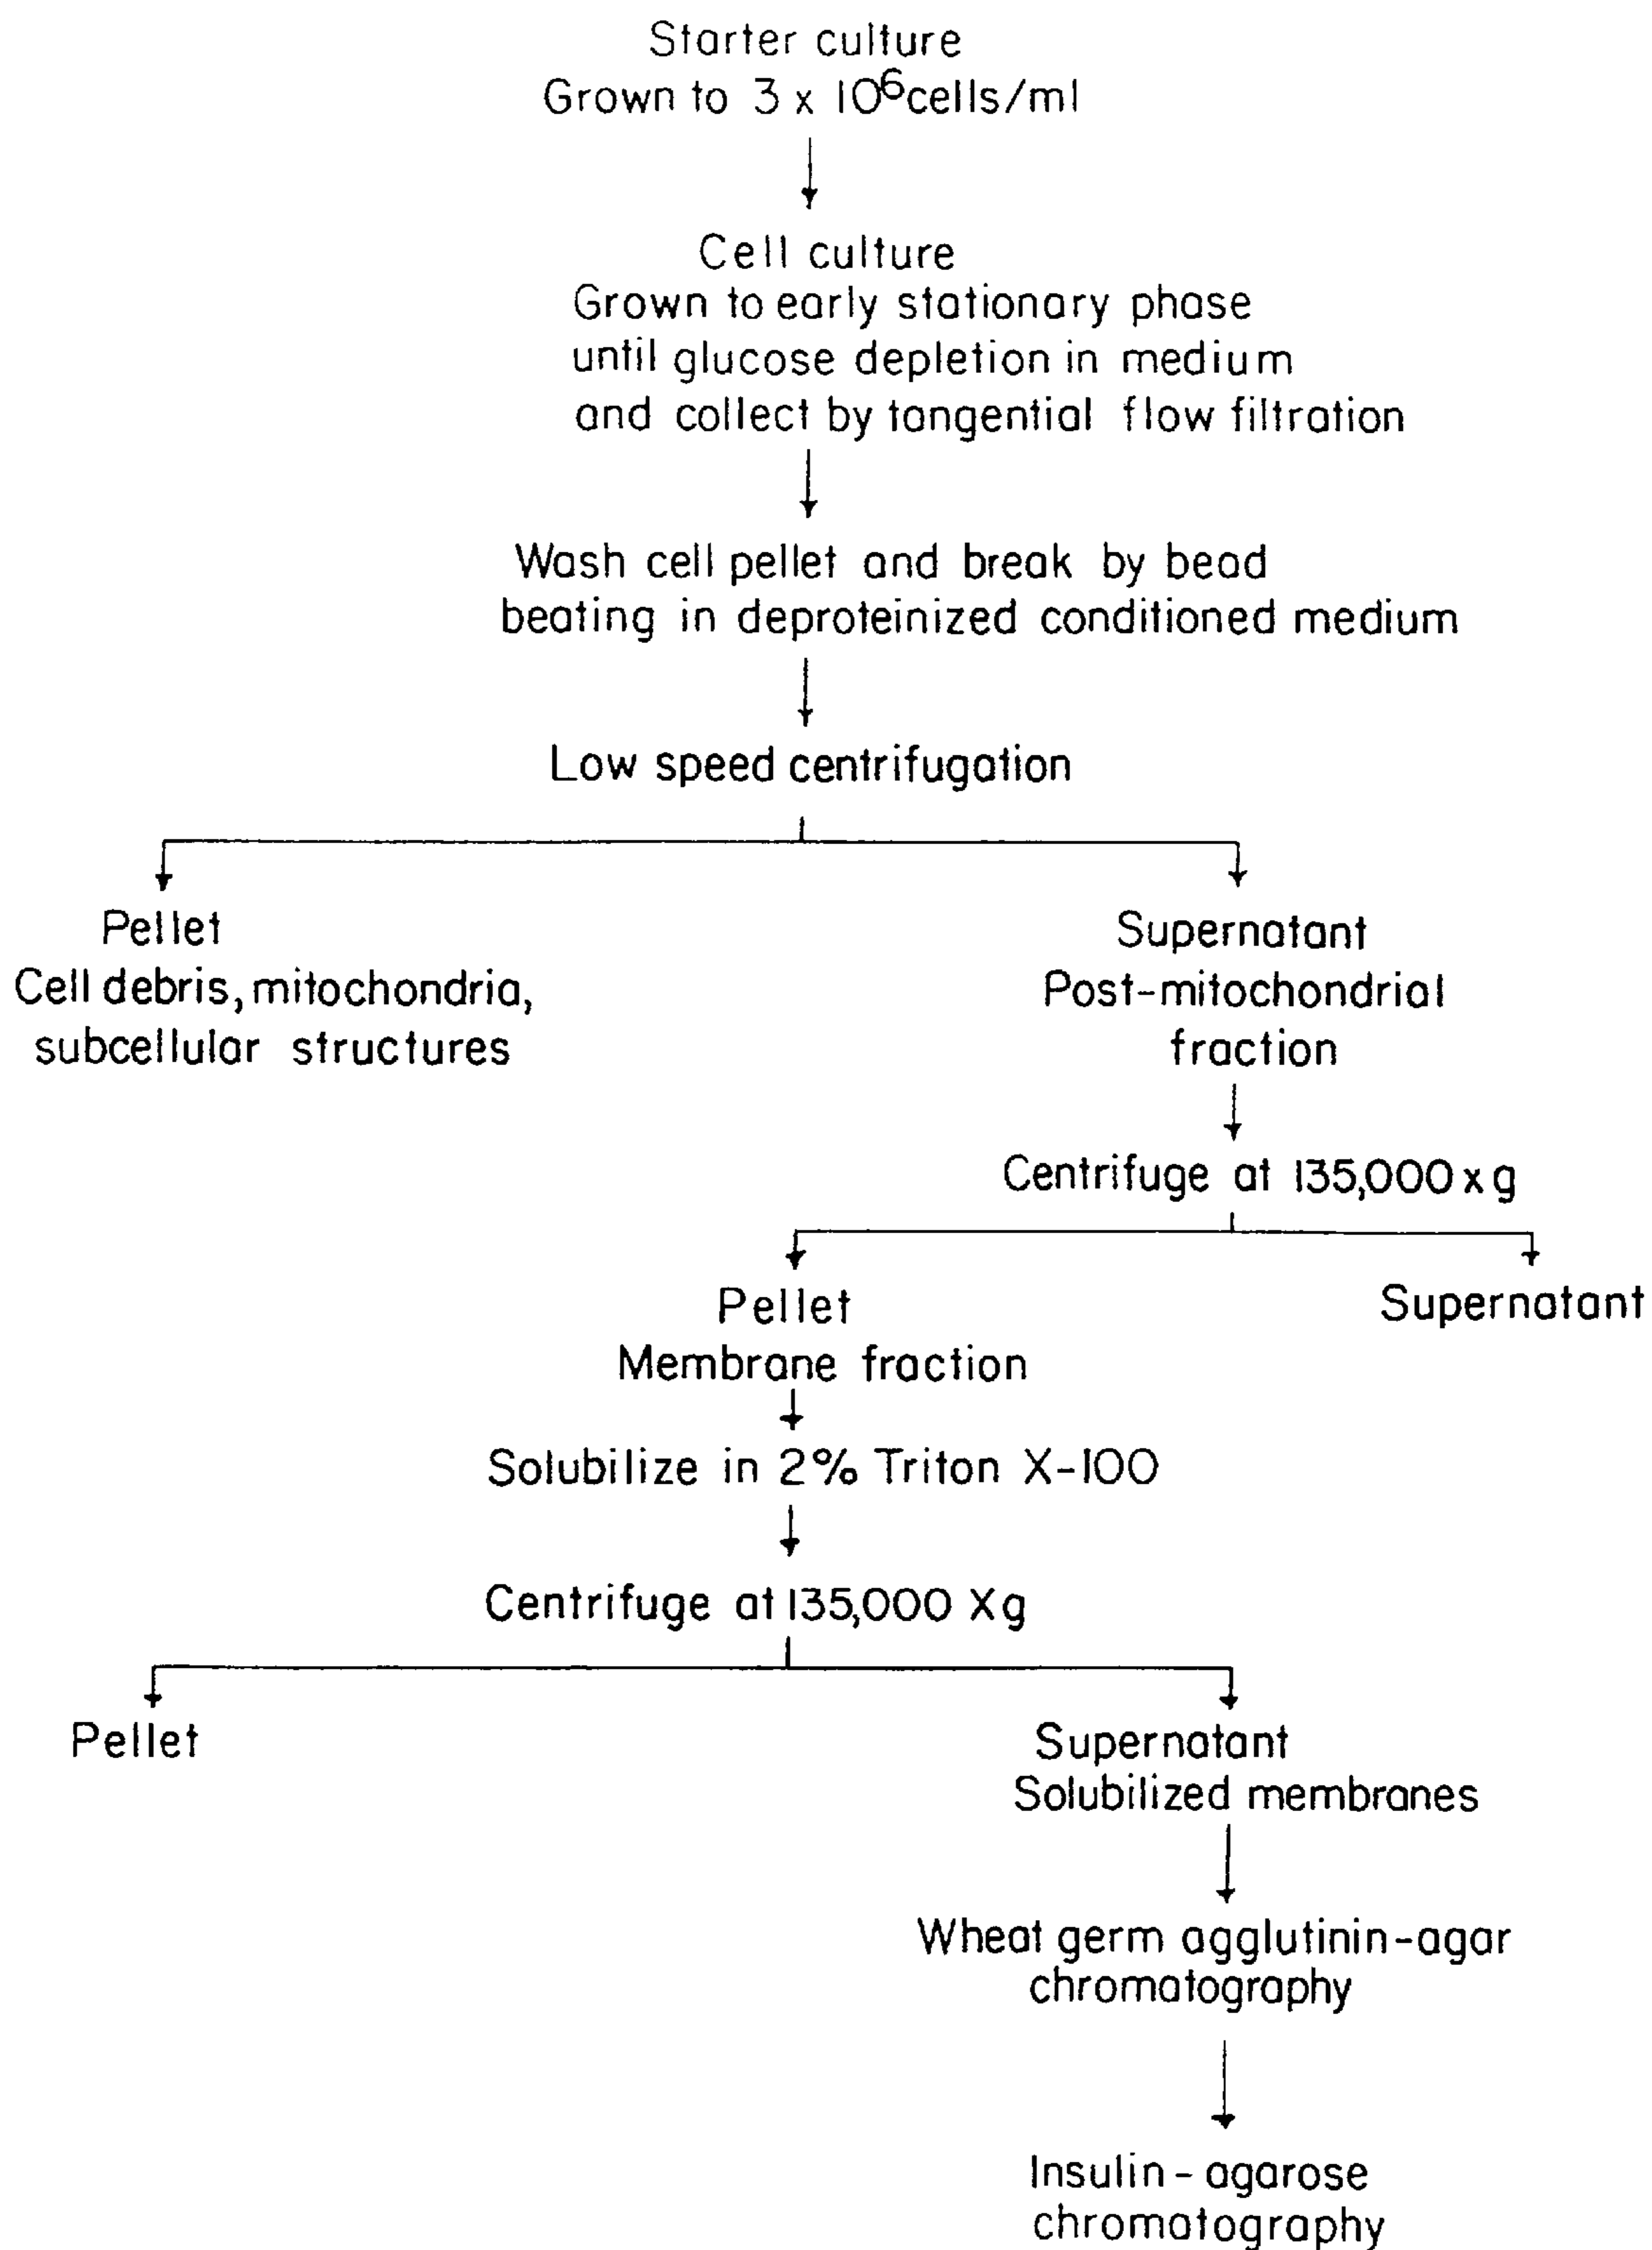 Starter culture
Grown to 3 x 10⁶cells/ml
Cell culture
Grown to early stationary phase
until glucose depletion in medium
and collect by tangential flow filtration
Wash cell pellet and break by bead
beating in deproteinized conditioned medium
Low speed centrifugation
Pellet
Cell debris, mitochondria,
subcellular structures
Supernatant
Post-mitochondrial
fraction
Centrifuge at 135,000 x g
Pellet
Membrane fraction
Supernatant
Solubilize in 2% Triton X-100
Centrifuge at 135,000 Xg
Pellet
Supernatant
Solubilized membranes
Wheat germ agglutinin-agar
chromatography
Insulin - agarose
chromatography